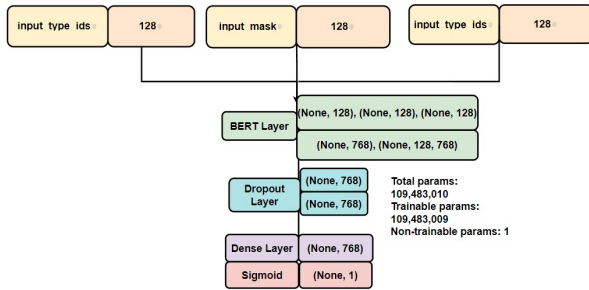 input type ids 128
input mask 128
input type ids 128
BERT Layer
(None, 128), (None, 128), (None, 128)
(None, 768), (None, 128, 768)
Dropout
Layer
(None, 768)
(None, 768)
Total params:
109,483,010
Trainable params:
109,483,009
Non-trainable params: 1
Dense Layer (None, 768)
Sigmoid (None, 1)